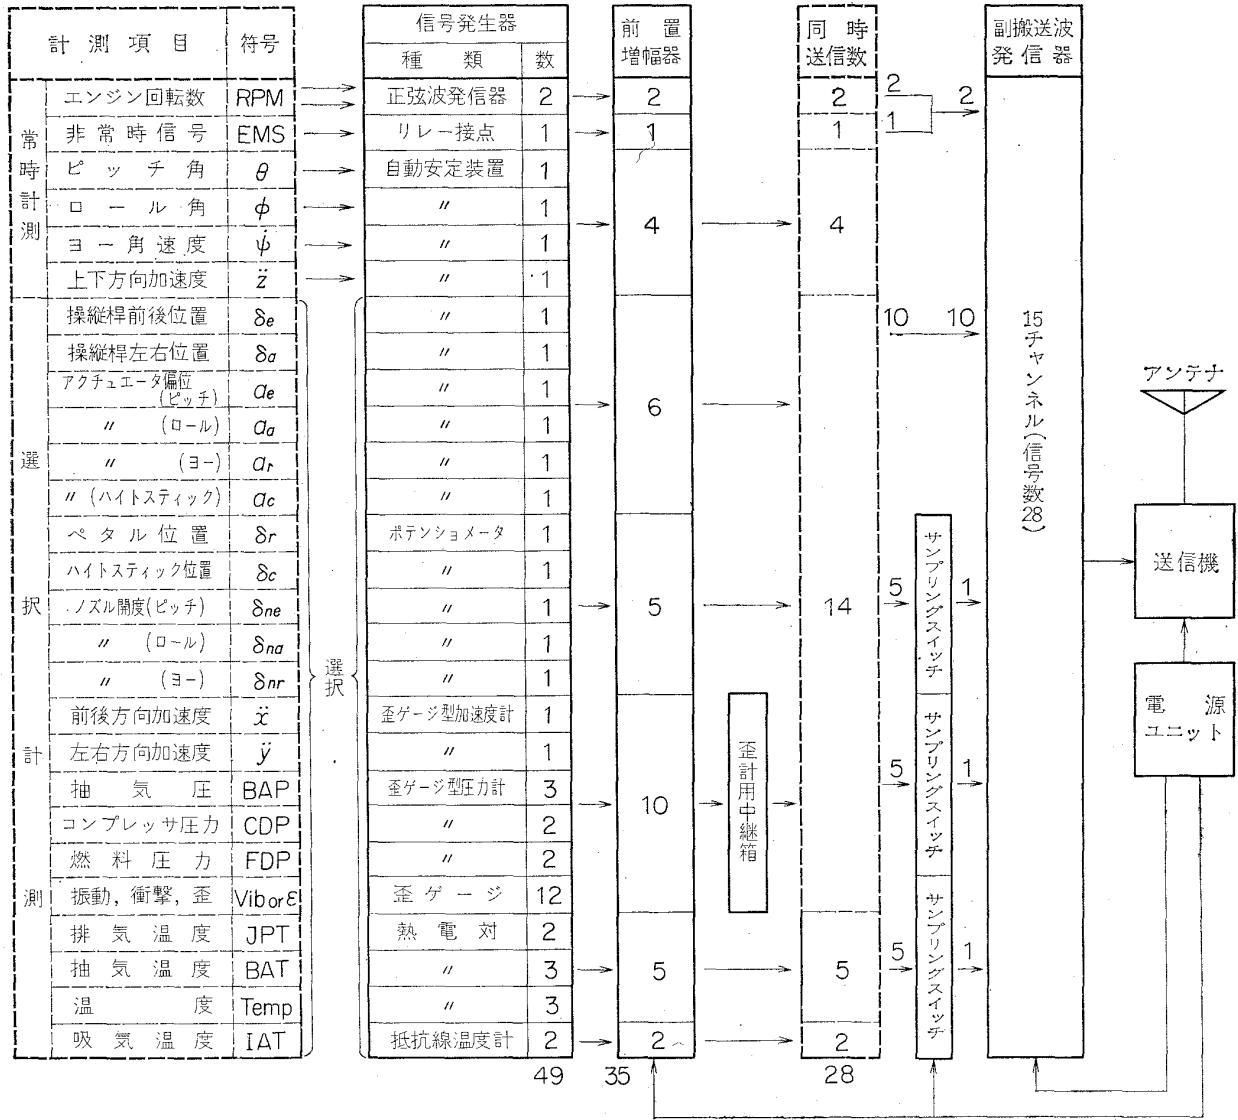 計測項目 符号 信号発生器 前置増幅器 同時送信数 副搬送波発信器
種類 数
常時計測
エンジン回転数 RPM 正弦波発信器 2 2 2 2 2
非常時信号 EMS リレー接点 1 1 1 1
ピッチ角 θ 自動安定装置 1
ロール角 φ 〃 1 4 4
ヨー角速度 ψ̇ 〃 1
上下方向加速度 z̈ 〃 1
選択計測
操縦桿前後位置 δe 〃 1 10 10
操縦桿左右位置 δa 〃 1
アクチュエータ偏位(ピッチ) ae 〃 1 6
〃 (ロール) aa 〃 1
〃 (ヨー) ar 〃 1
〃 (ハイトスティック) ac 〃 1
ペタル位置 δr ポテンショメータ 1
ハイトスティック位置 δc 〃 1
ノズル開度(ピッチ) δne 〃 1 5 14 5 1
〃 (ロール) δna 〃 1
〃 (ヨー) δnr 〃 1
前後方向加速度 ẍ 歪ゲージ型加速度計 1
左右方向加速度 ÿ 〃 1
抽気圧 BAP 歪ゲージ型圧力計 3 10 5 1
コンプレッサ圧力 CDP 〃 2
燃料圧力 FDP 〃 2
振動,衝撃,歪 Vib or ε 歪ゲージ 12
排気温度 JPT 熱電対 2
抽気温度 BAT 〃 3 5 5 5 1
温度 Temp 〃 3
吸気温度 IAT 抵抗線温度計 2 2 2
49 35 28
選択
歪計用中継箱
サンプリングスイッチ
サンプリングスイッチ
サンプリングスイッチ
15チャンネル(信号数28)
アンテナ
送信機
電源
ユニット